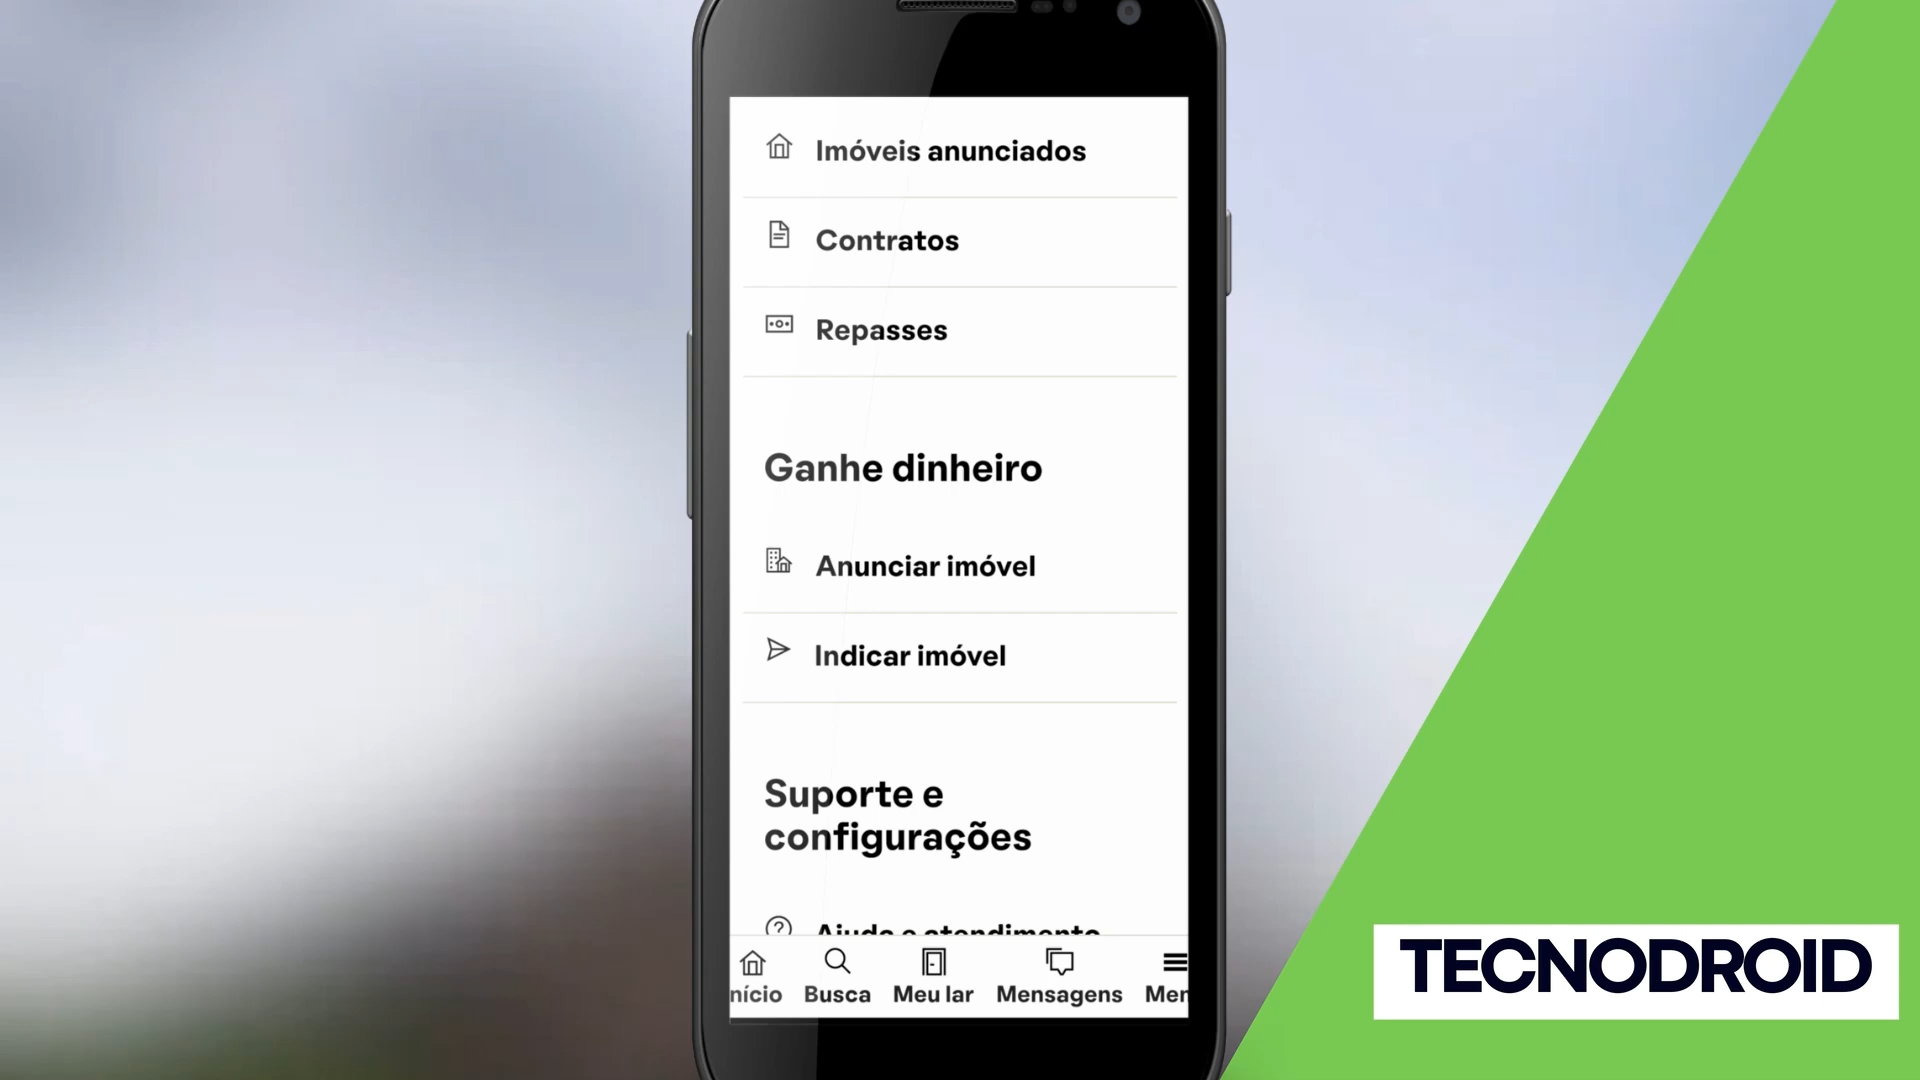 Imóveis anunciados
Contratos
Repasses
Ganhe dinheiro
Anunciar imóvel
Indicar imóvel
Suporte e
configurações
Ajuda e atendimento
nício Busca Meu lar Mensagens Men
TECNODROID